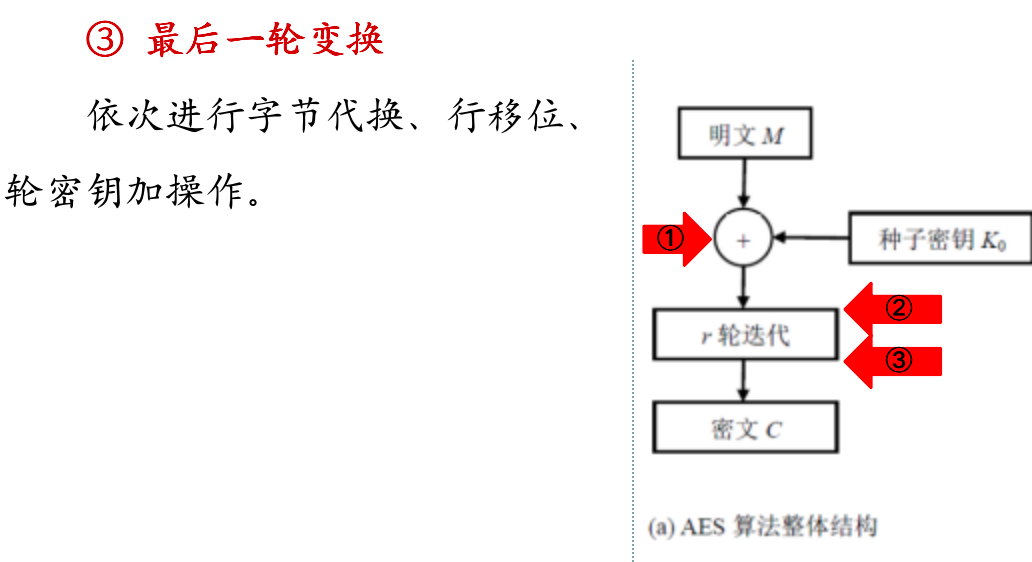 ③ 最后一轮变换
依次进行字节代换、行移位、
轮密钥加操作。
明文 M
①
+
种子密钥 K₀
②
r 轮迭代
③
密文 C
(a) AES 算法整体结构